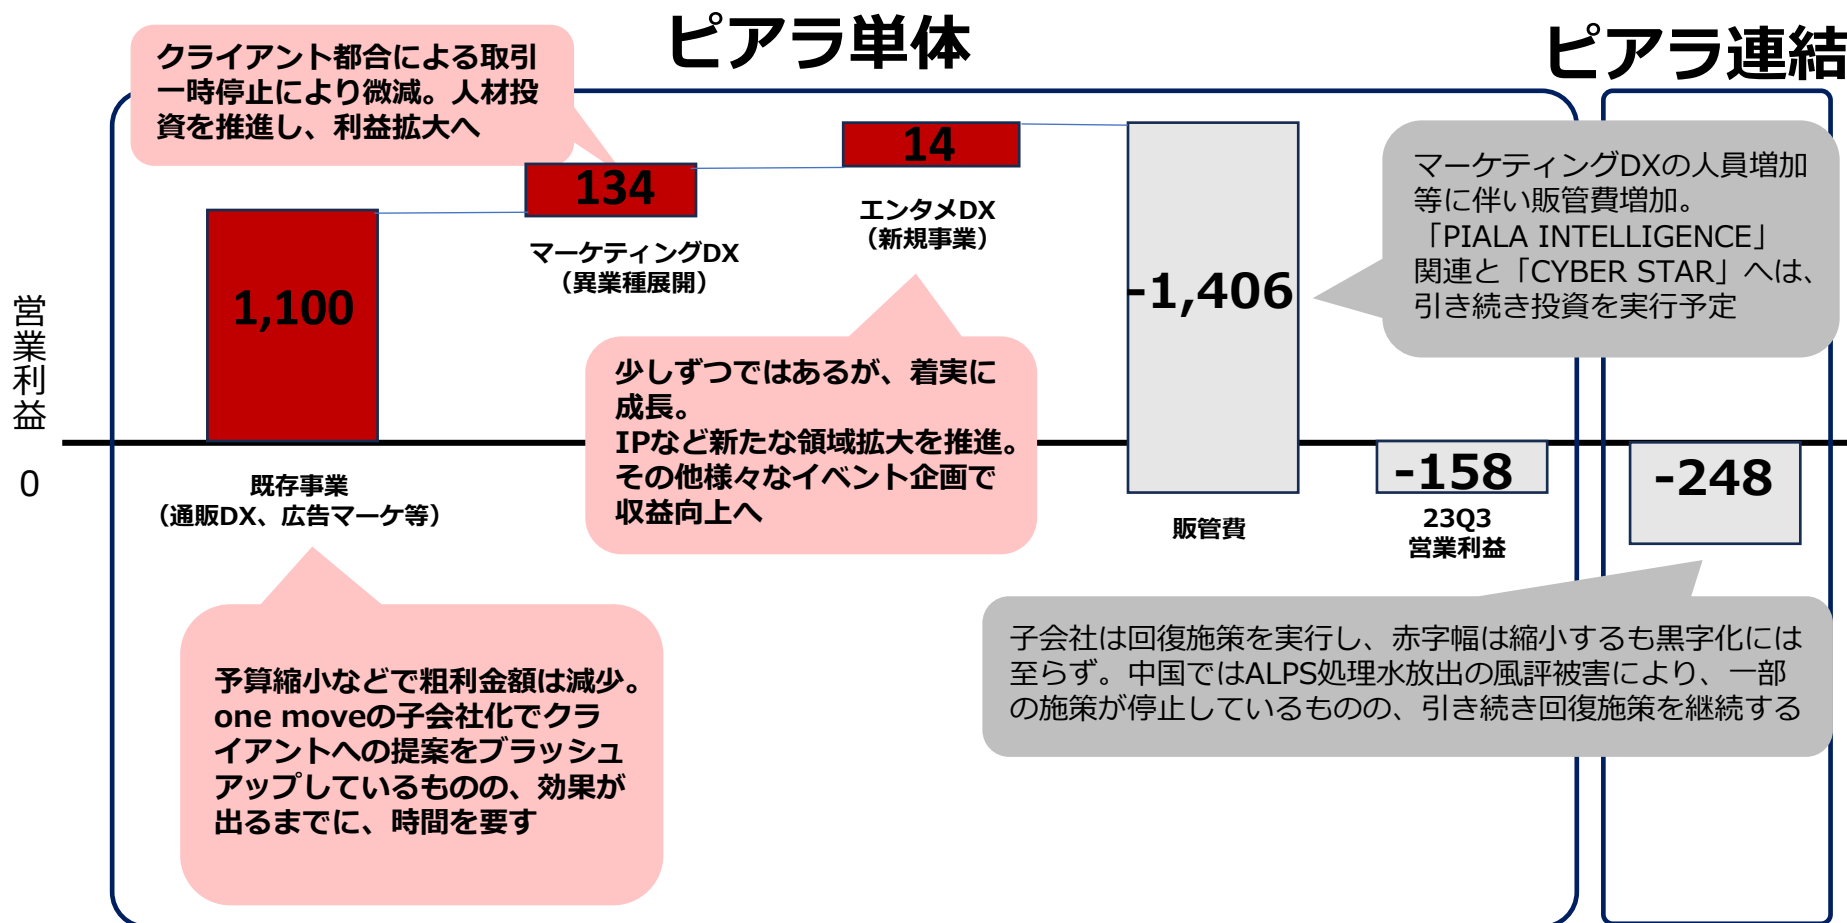 ピアラ単体
ピアラ連結
クライアント都合による取引
一時停止により微減。人材投
資を推進し、利益拡大へ
営業利益
0
1,100
既存事業
（通販DX、広告マーケ等）
134
マーケティングDX
（異業種展開）
14
エンタメDX
（新規事業）
少しずつではあるが、着実に
成長。
IPなど新たな領域拡大を推進。
その他様々なイベント企画で
収益向上へ
-1,406
販管費
マーケティングDXの人員増加
等に伴い販管費増加。
「PIALA INTELLIGENCE」
関連と「CYBER STAR」へは、
引き続き投資を実行予定
-158
23Q3
営業利益
-248
予算縮小などで粗利金額は減少。
one moveの子会社化でクラ
イアントへの提案をブラッシュ
アップしているものの、効果が
出るまでに、時間を要す
子会社は回復施策を実行し、赤字幅は縮小するも黒字化には
至らず。中国ではALPS処理水放出の風評被害により、一部
の施策が停止しているものの、引き続き回復施策を継続する